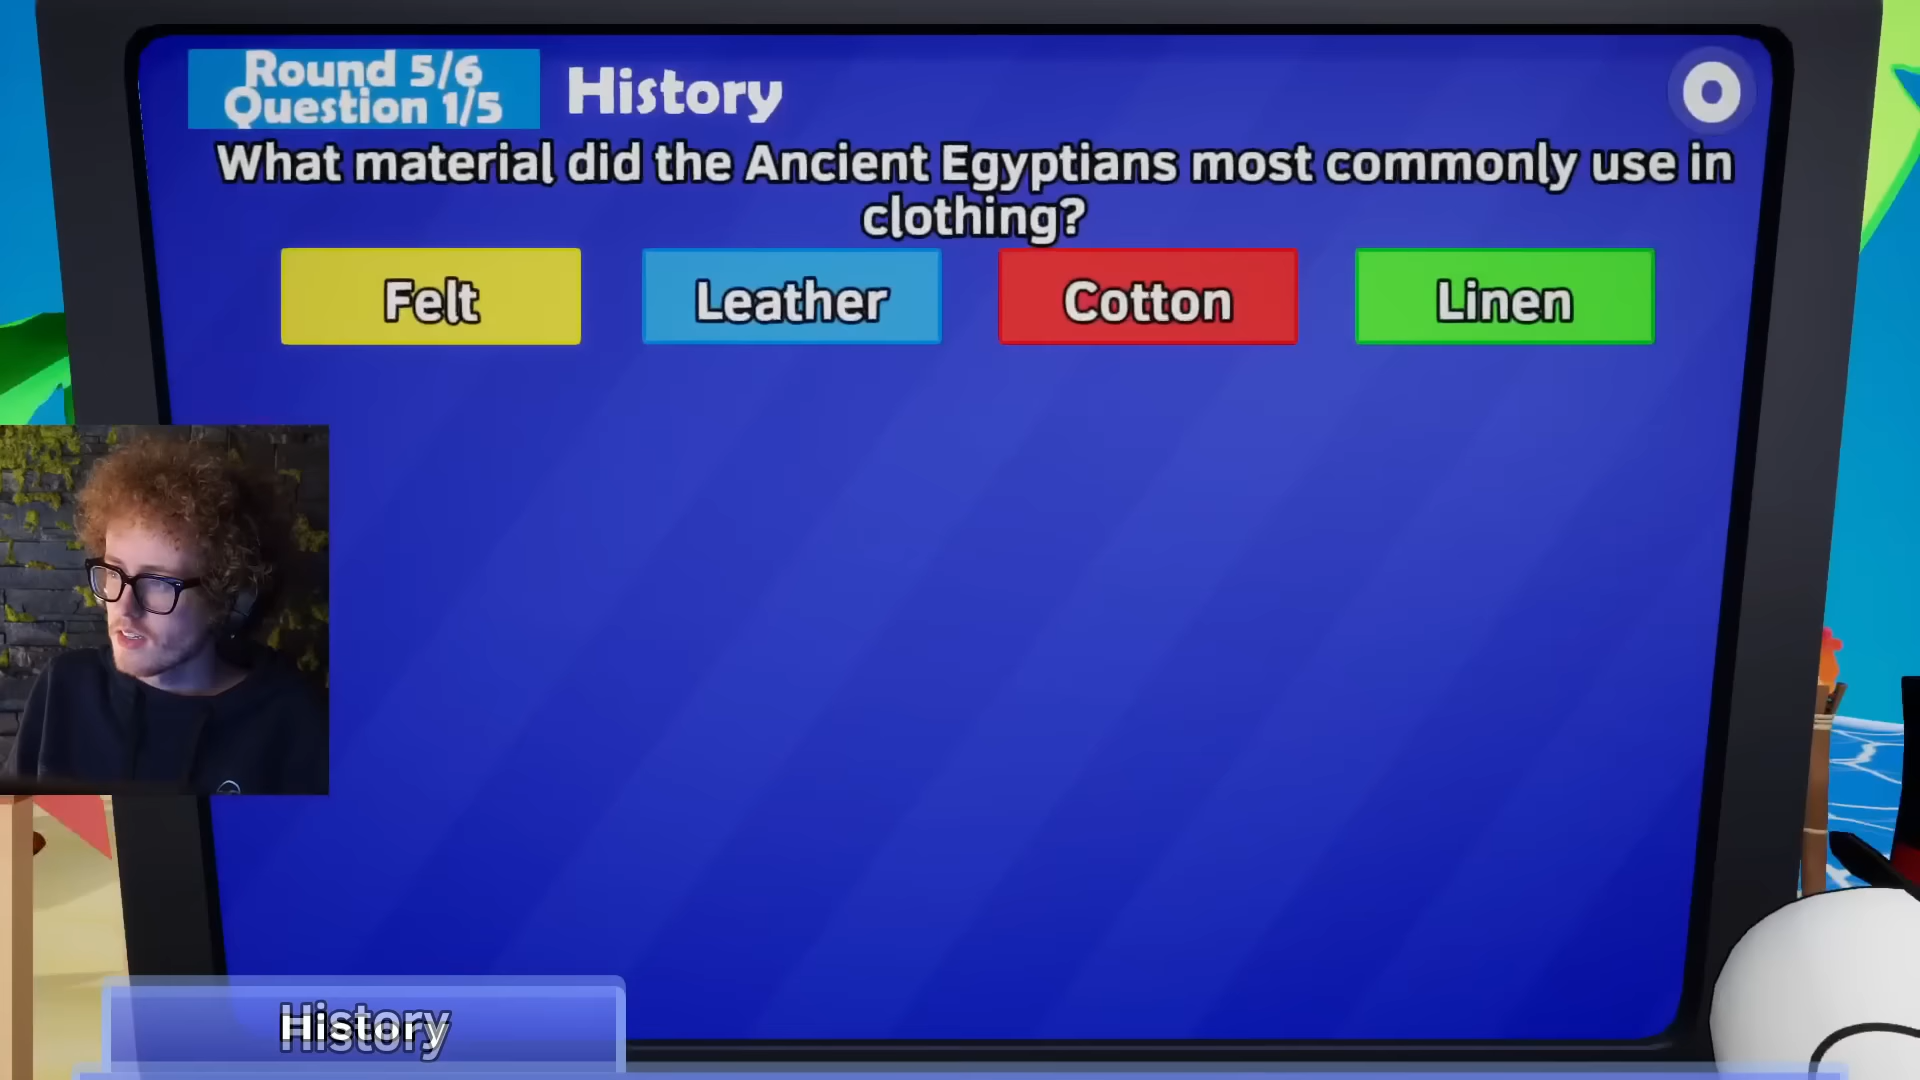 Round 5/6
Question 1/5
History
0
What material did the Ancient Egyptians most commonly use in
clothing?
Felt
Leather
Cotton
Linen
History